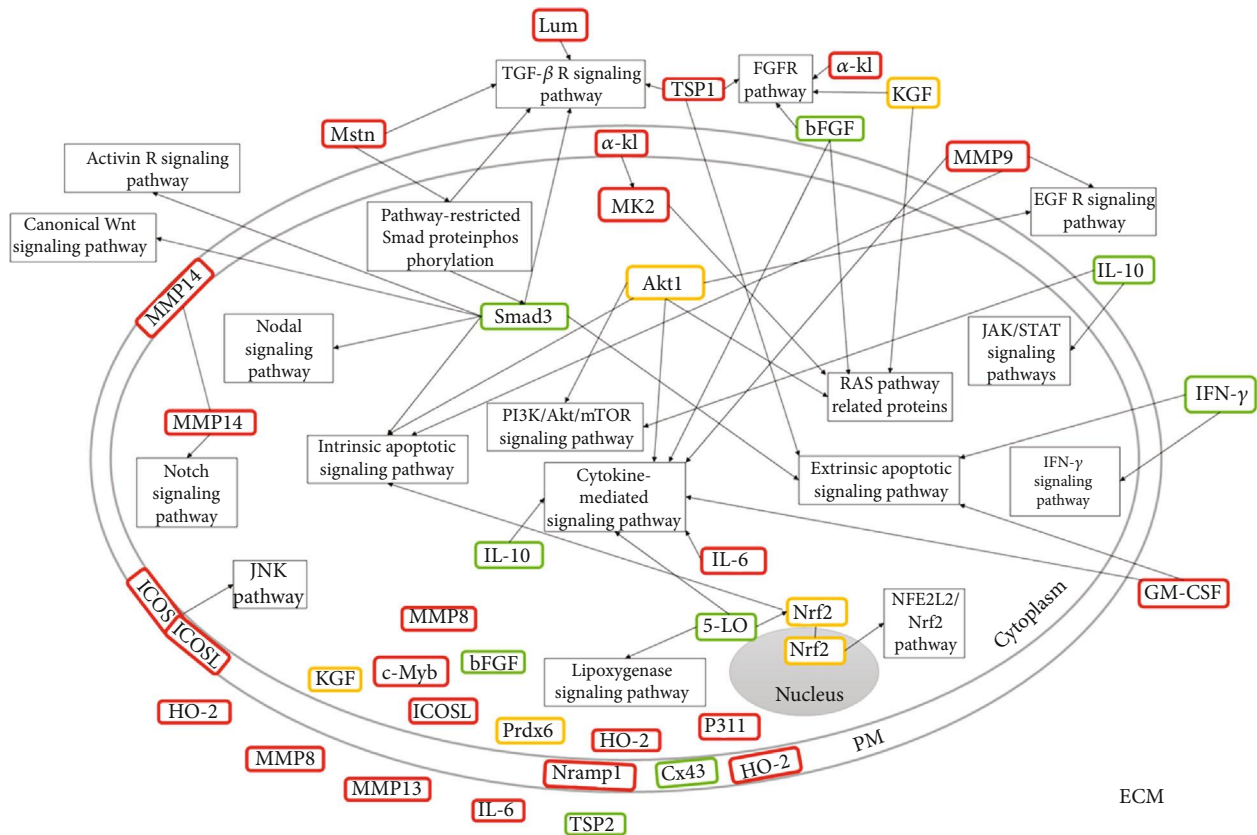 Lum
TGF-β R signaling
pathway
TSP1
FGFR
pathway
α-kl
KGF
bFGF
Mstn
α-kl
MMP9
Activin R signaling
pathway
MK2
EGF R signaling
pathway
Canonical Wnt
signaling pathway
Pathway-restricted
Smad proteinphos
phorylation
MMP14
Akt1
IL-10
Smad3
Nodal
signaling
pathway
JAK/STAT
signaling
pathways
RAS pathway
related proteins
IFN-γ
MMP14
PI3K/Akt/mTOR
signaling pathway
Intrinsic apoptotic
signaling pathway
Notch
signaling
pathway
Cytokine-
mediated
signaling pathway
Extrinsic apoptotic
signaling pathway
IFN-γ
signaling
pathway
IL-10
IL-6
JNK
pathway
ICOS
ICOSL
GM-CSF
Cytoplasm
MMP8
5-LO
Nrf2
Nrf2
NFE2L2/
Nrf2
pathway
Nucleus
Lipoxygenase
signaling pathway
KGF
c-Myb
bFGF
ICOSL
HO-2
Prdx6
HO-2
P311
PM
MMP8
Nramp1
Cx43
HO-2
MMP13
IL-6
TSP2
ECM